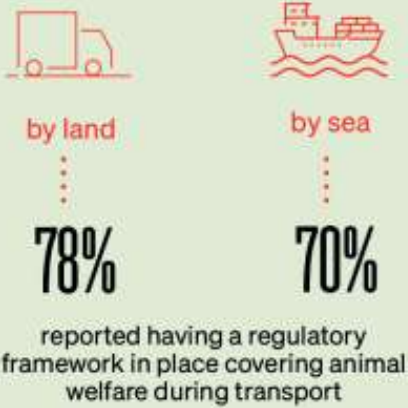 by land
by sea
78%
70%
reported having a regulatory
framework in place covering animal
welfare during transport